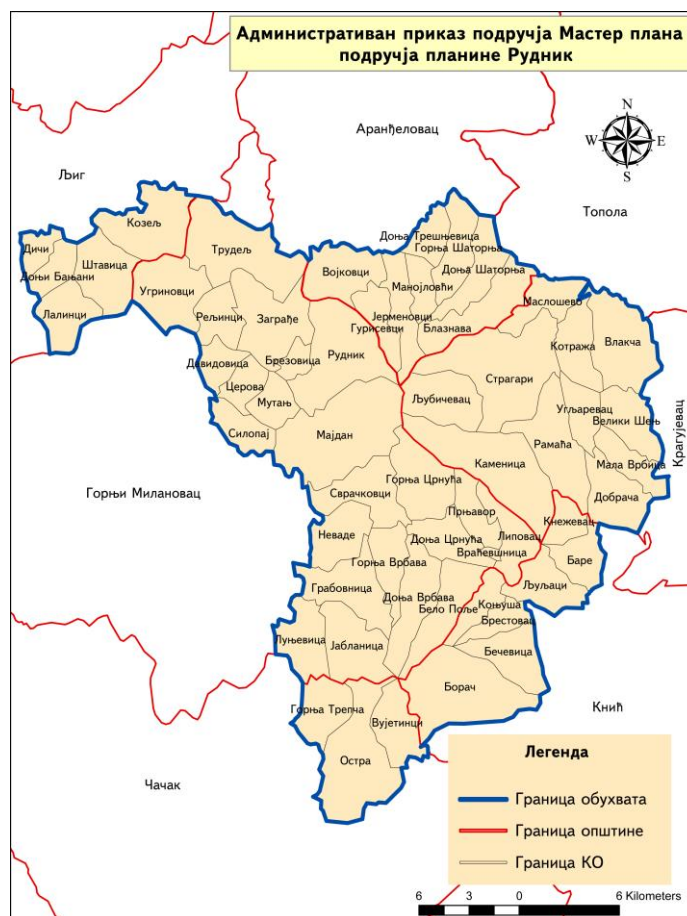 Административан приказ подручја Мастер плана
подручја планине Рудник
N
W E
S
Аранђеловац
Љиг
Топола
Козељ
Дичи
Штавица
Доњи Бањани
Лалинци
Угриновци
Трудељ
Рељинци
Заграђе
Давидовица
Брезовица
Церова
Мутањ
Силопај
Рудник
Мајдан
Војковци
Доња Трешњевица
Горња Шаторња
Доња Шаторња
Манојловћи
Јерменовци
Гурисевци
Блазнава
Маслошево
Котража
Влакча
Страгари
Љубичевац
Угљаревац
Велики Шењ
Рамаћа
Каменица
Мала Врбица
Добрача
Крагујевац
Горњи Милановац
Сврачковци
Горња Црнућа
Прњавор
Кнежевац
Неваде
Доња Црнућа
Липовац
Враћевшница
Баре
Горња Врбава
Грабовница
Доња Врбава
Љуљаци
Бело Поље
Коњуша
Брестовац
Луњевица
Јабланица
Бечевица
Борач
Горња Трепча
Вујетинци
Остра
Кнић
Чачак
Легенда
Граница обухвата
Граница општине
Граница КО
6 3 0 6 Kilometers